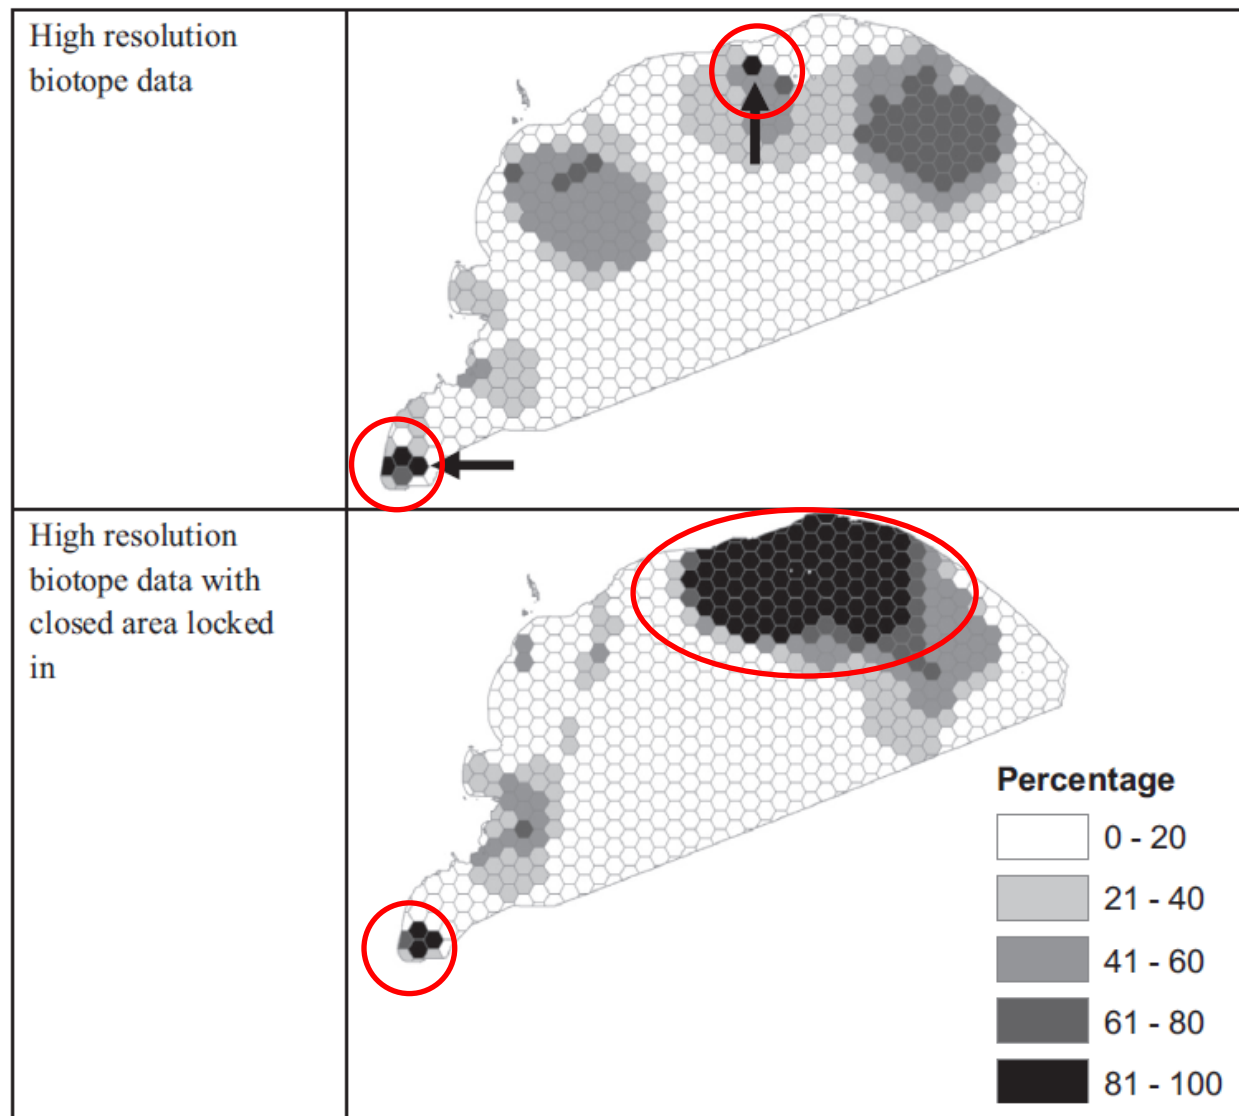 High resolution
biotope data
High resolution
biotope data with
closed area locked
in
Percentage
0 - 20
21 - 40
41 - 60
61 - 80
81 - 100